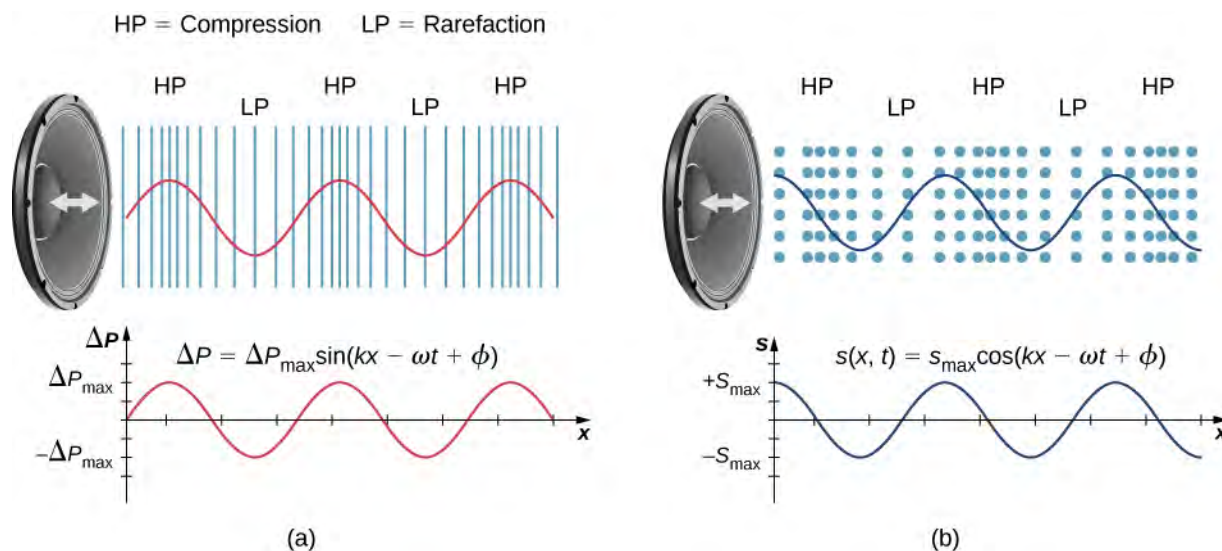 HP = Compression LP = Rarefaction
HP
LP
HP
LP
HP
ΔP
ΔP = ΔPmaxsin(kx − ωt + ϕ)
ΔPmax
−ΔPmax
x
(a)
HP
LP
HP
LP
HP
s
s(x, t) = smaxcos(kx − ωt + ϕ)
+Smax
−Smax
x
(b)